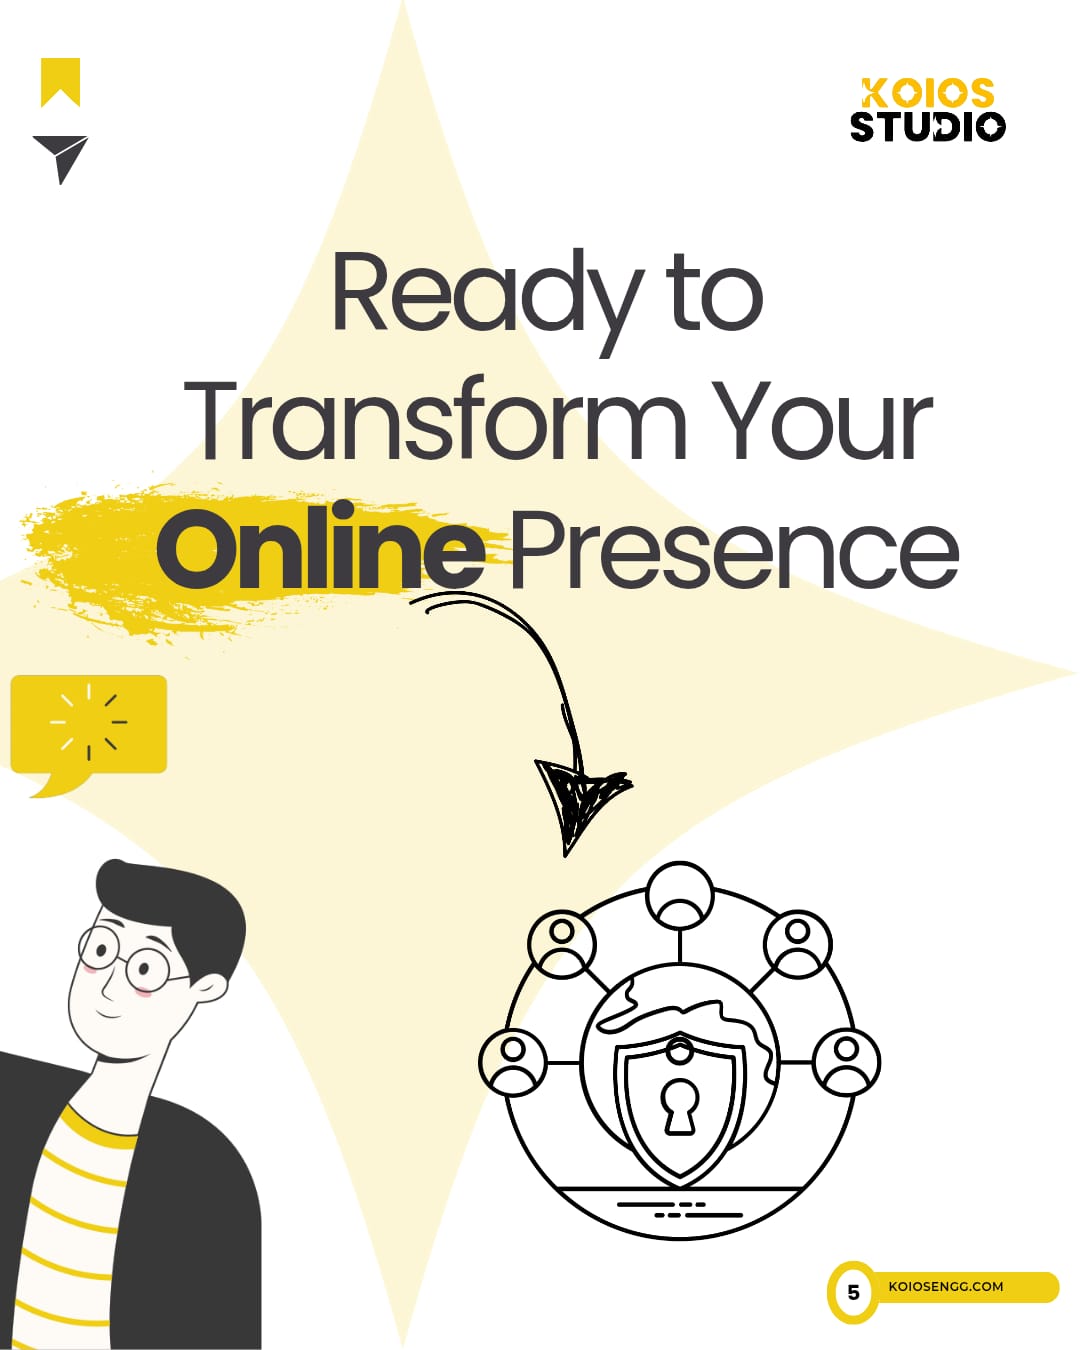 KOIOS
STUDIO
Ready to
Transform Your
Online Presence
5
KOIOSENGG.COM